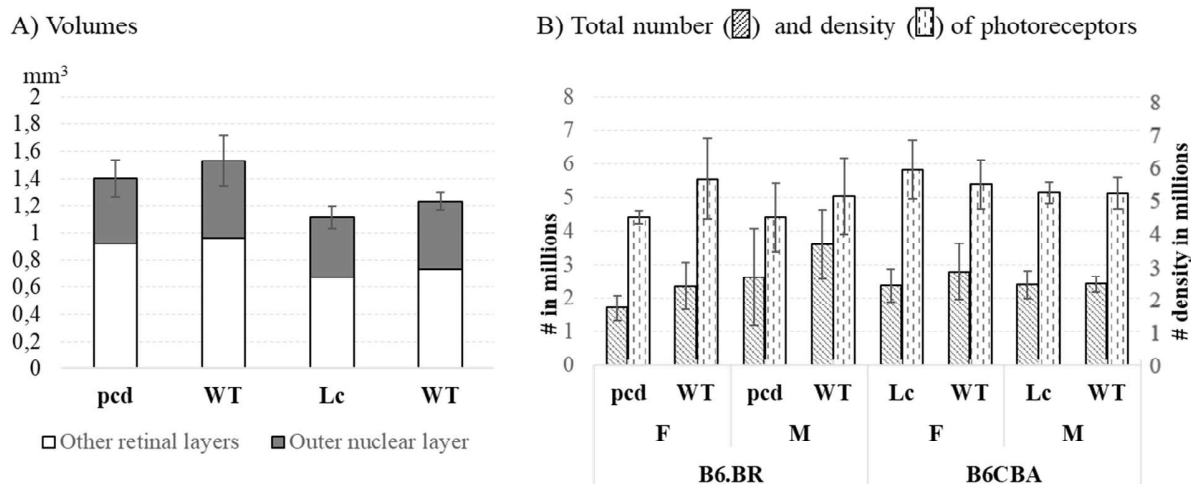 A) Volumes
mm³
2
1,8
1,6
1,4
1,2
1
0,8
0,6
0,4
0,2
0
pcd WT Lc WT
Other retinal layers Outer nuclear layer
B) Total number ( ) and density ( ) of photoreceptors
# in millions
8
7
6
5
4
3
2
1
0
8
7
6
5
4
3
2
1
0
# density in millions
pcd WT pcd WT Lc WT Lc WT
F M F M
B6.BR B6CBA